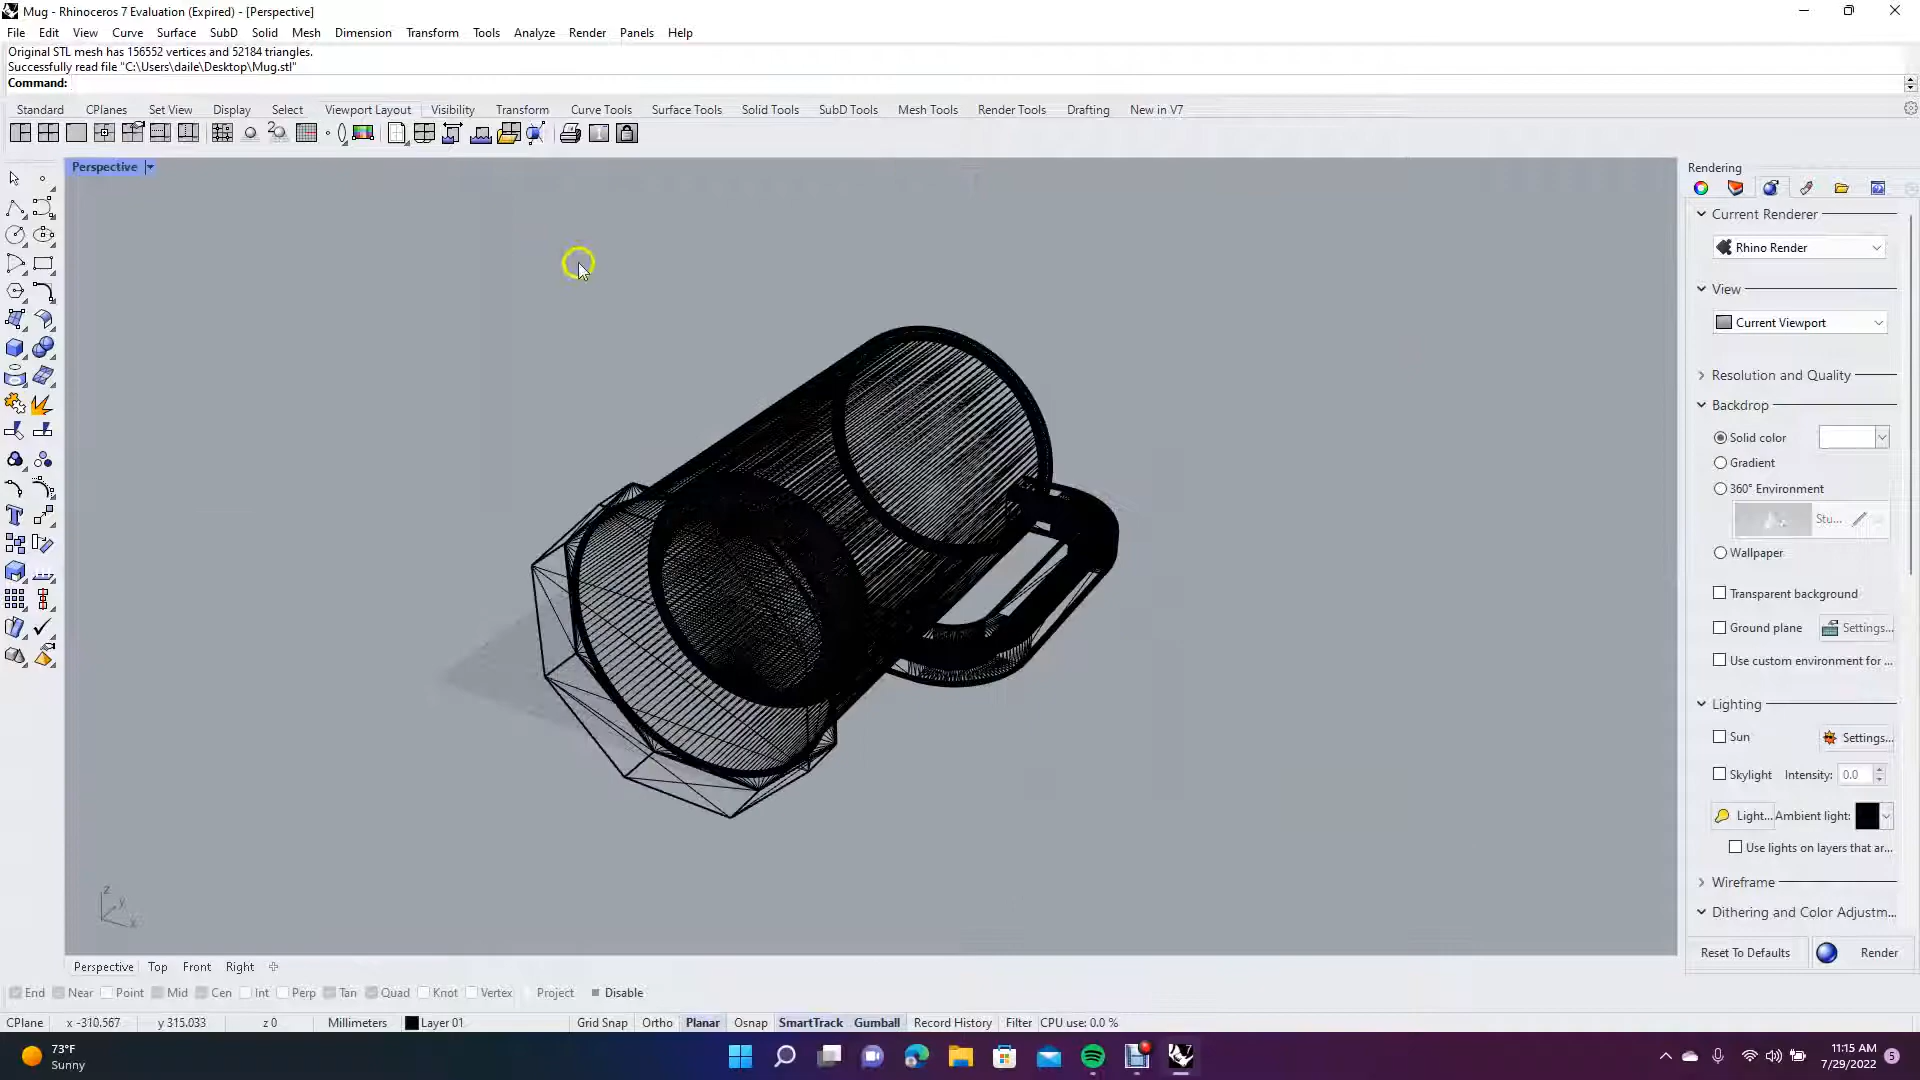 Mug - Rhinoceros 7 Evaluation (Expired) - [Perspective]
File Edit View Curve Surface SubD Solid Mesh Dimension Transform Tools Analyze Render Panels Help
Original STL mesh has 156552 vertices and 52184 triangles.
Successfully read file "C:\Users\daile\Desktop\Mug.stl"
Command:
Standard CPlanes Set View Display Select Viewport Layout Visibility Transform Curve Tools Surface Tools Solid Tools SubD Tools Mesh Tools Render Tools Drafting New in V7
Perspective
Rendering
Current Renderer
Rhino Render
View
Current Viewport
Resolution and Quality
Backdrop
Solid color
Gradient
360° Environment
Stu...
Wallpaper
Transparent background
Ground plane Settings...
Use custom environment for ...
Lighting
Sun Settings...
Skylight Intensity: 0.0
Light... Ambient light:
Use lights on layers that ar...
Wireframe
Dithering and Color Adjustm...
Reset To Defaults Render
z
y
x
Perspective Top Front Right
End Near Point Mid Cen Int Perp Tan Quad Knot Vertex Project Disable
CPlane x -310.567 y 315.033 z 0 Millimeters Layer 01 Grid Snap Ortho Planar Osnap SmartTrack Gumball Record History Filter CPU use: 0.0 %
73°F
Sunny
11:15 AM
7/29/2022
5